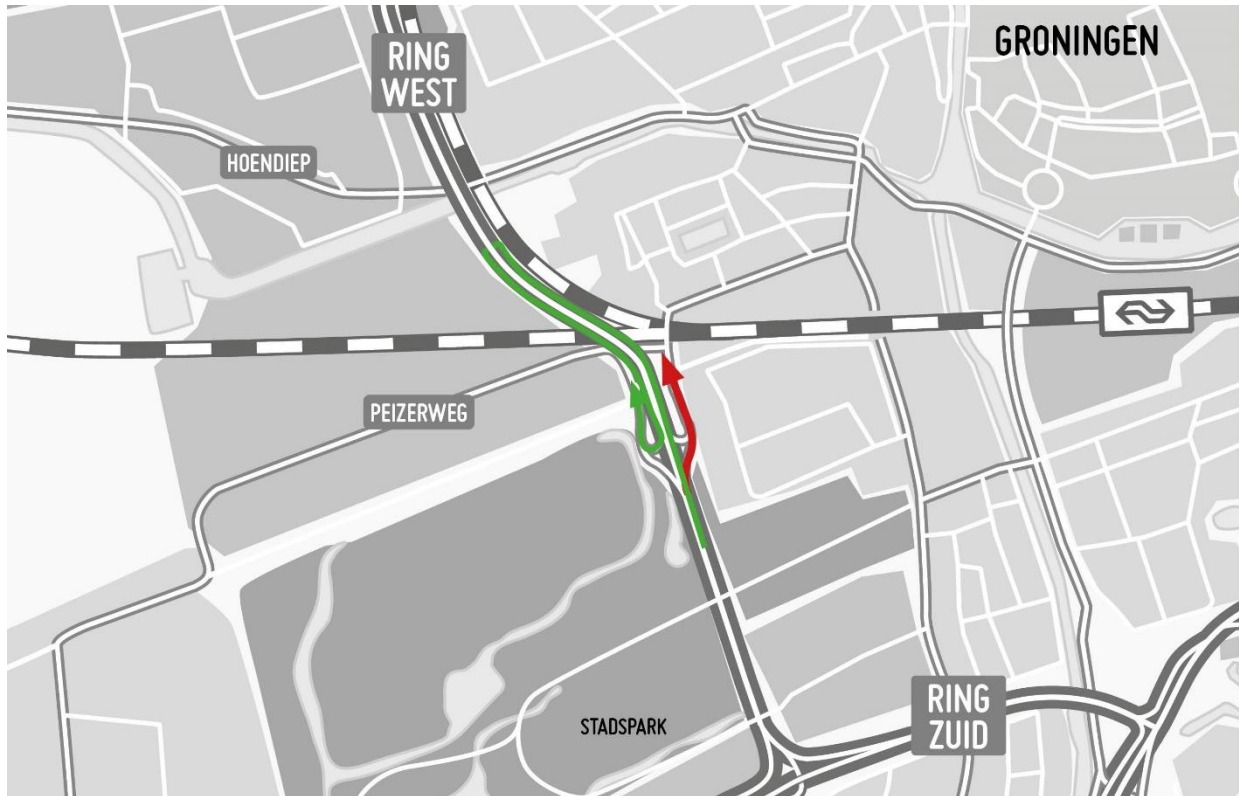 GRONINGEN
RING
WEST
HOENDIEP
PEIZERWEG
STADSPARK
RING
ZUID